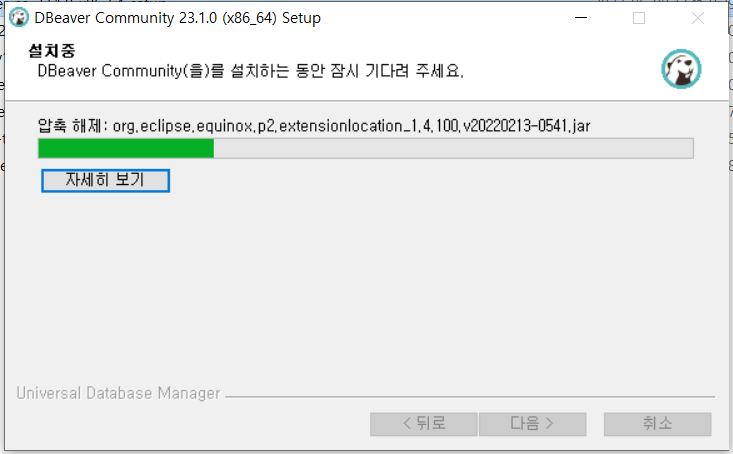 DBeaver Community 23.1.0 (x86_64) Setup
설치중
DBeaver Community(을)를 설치하는 동안 잠시 기다려 주세요.
압축 해제: org.eclipse.equinox.p2.extensionlocation_1.4.100.v20220213-0541.jar
자세히 보기
Universal Database Manager
< 뒤로
다음 >
취소